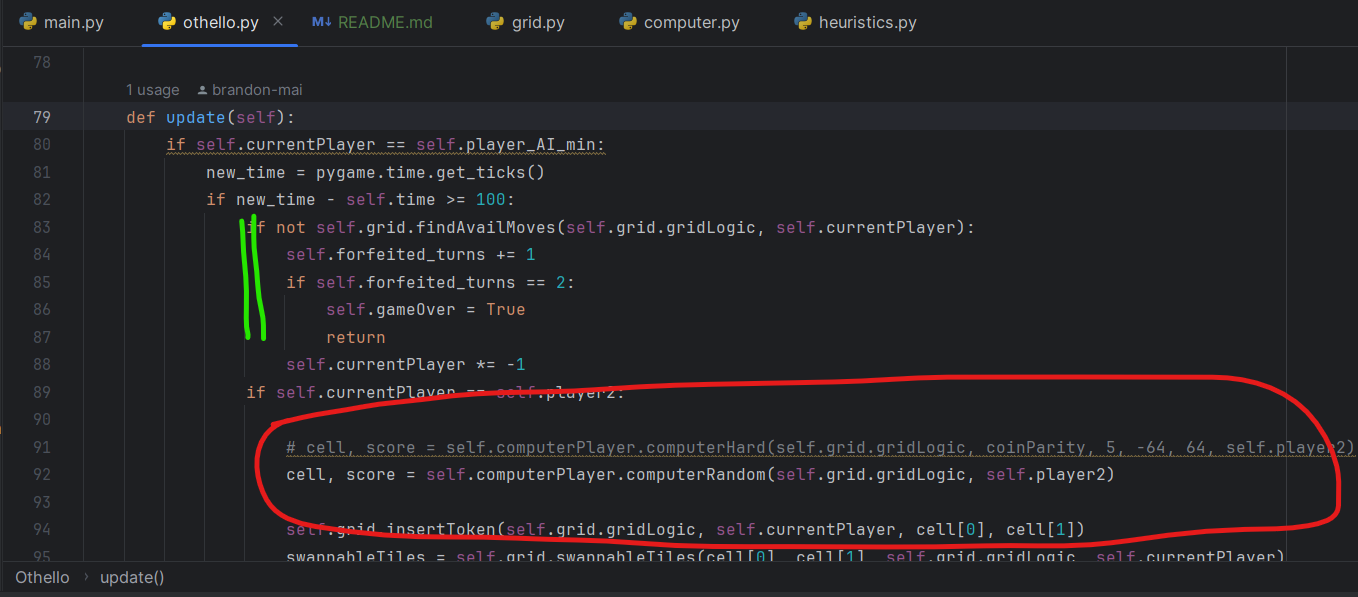 main.py othello.py × M↓ README.md grid.py computer.py heuristics.py
78
1 usage brandon-mai
79 def update(self):
80 if self.currentPlayer == self.player_AI_min:
81 new_time = pygame.time.get_ticks()
82 if new_time - self.time >= 100:
83 if not self.grid.findAvailMoves(self.grid.gridLogic, self.currentPlayer):
84 self.forfeited_turns += 1
85 if self.forfeited_turns == 2:
86 self.gameOver = True
87 return
88 self.currentPlayer *= -1
89 if self.currentPlayer == self.player2:
90
91 # cell, score = self.computerPlayer.computerHard(self.grid.gridLogic, coinParity, 5, -64, 64, self.player2)
92 cell, score = self.computerPlayer.computerRandom(self.grid.gridLogic, self.player2)
93
94 self.grid.insertToken(self.grid.gridLogic, self.currentPlayer, cell[0], cell[1])
95 swappableTiles = self.grid.swappableTiles(cell[0], cell[1], self.grid.gridLogic, self.currentPlayer)
Othello › update()